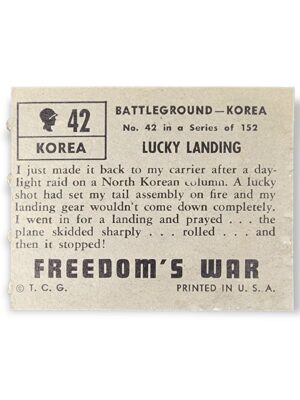 42
KOREA
BATTLEGROUND—KOREA
No. 42 in a Series of 152
LUCKY LANDING
I just made it back to my carrier after a day-
light raid on a North Korean column. A lucky
shot had set my tail assembly on fire and my
landing gear wouldn't come down completely.
I went in for a landing and prayed . . . the
plane skidded sharply . . . rolled . . . and
then it stopped!
FREEDOM'S WAR
© T. C. G.
PRINTED IN U. S. A.